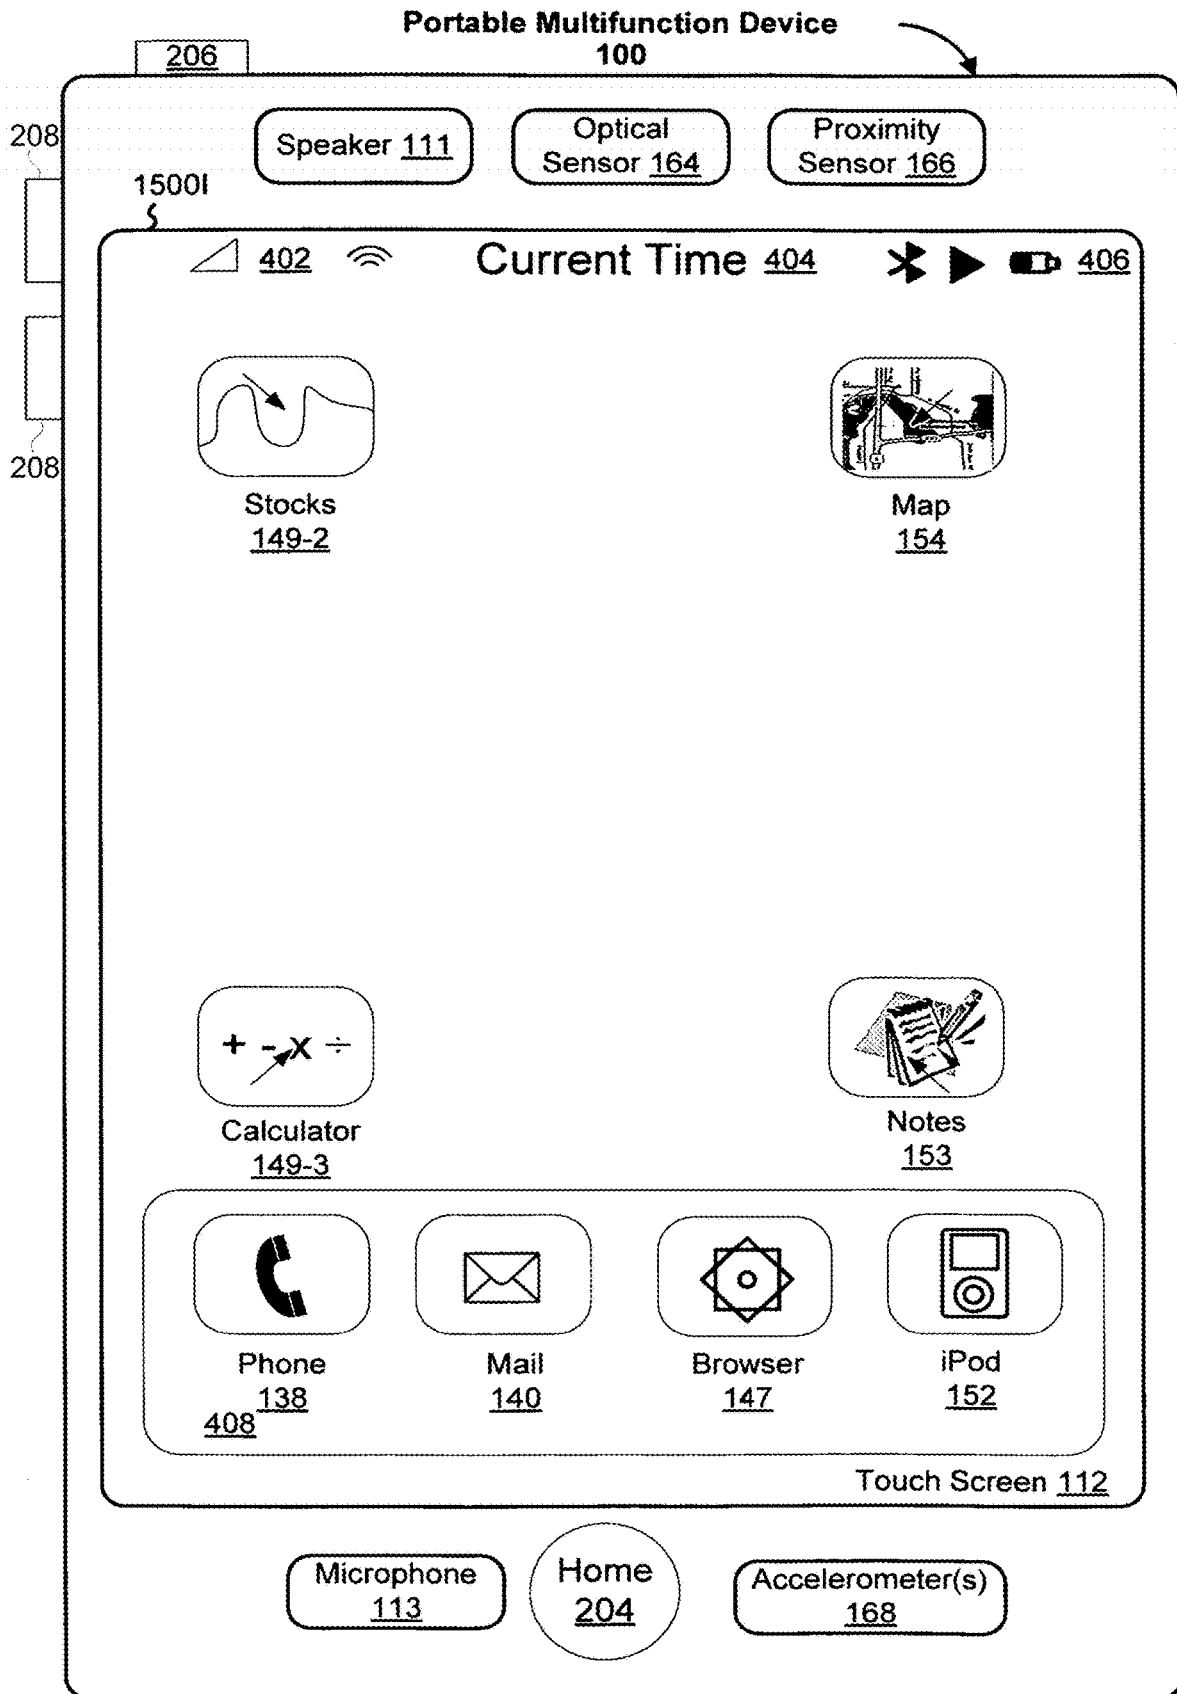 Portable Multifunction Device
100
206
208
Speaker 111
Optical
Sensor 164
Proximity
Sensor 166
1500I
402
Current Time 404
406
208
Stocks
149-2
Map
154
+ - x ÷
Calculator
149-3
Notes
153
Phone
138
Mail
140
Browser
147
iPod
152
408
Touch Screen 112
Microphone
113
Home
204
Accelerometer(s)
168